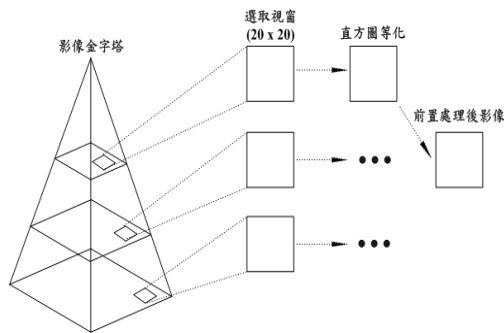 選取視窗
(20 x 20)
直方圖等化
影像金字塔
前置處理後影像